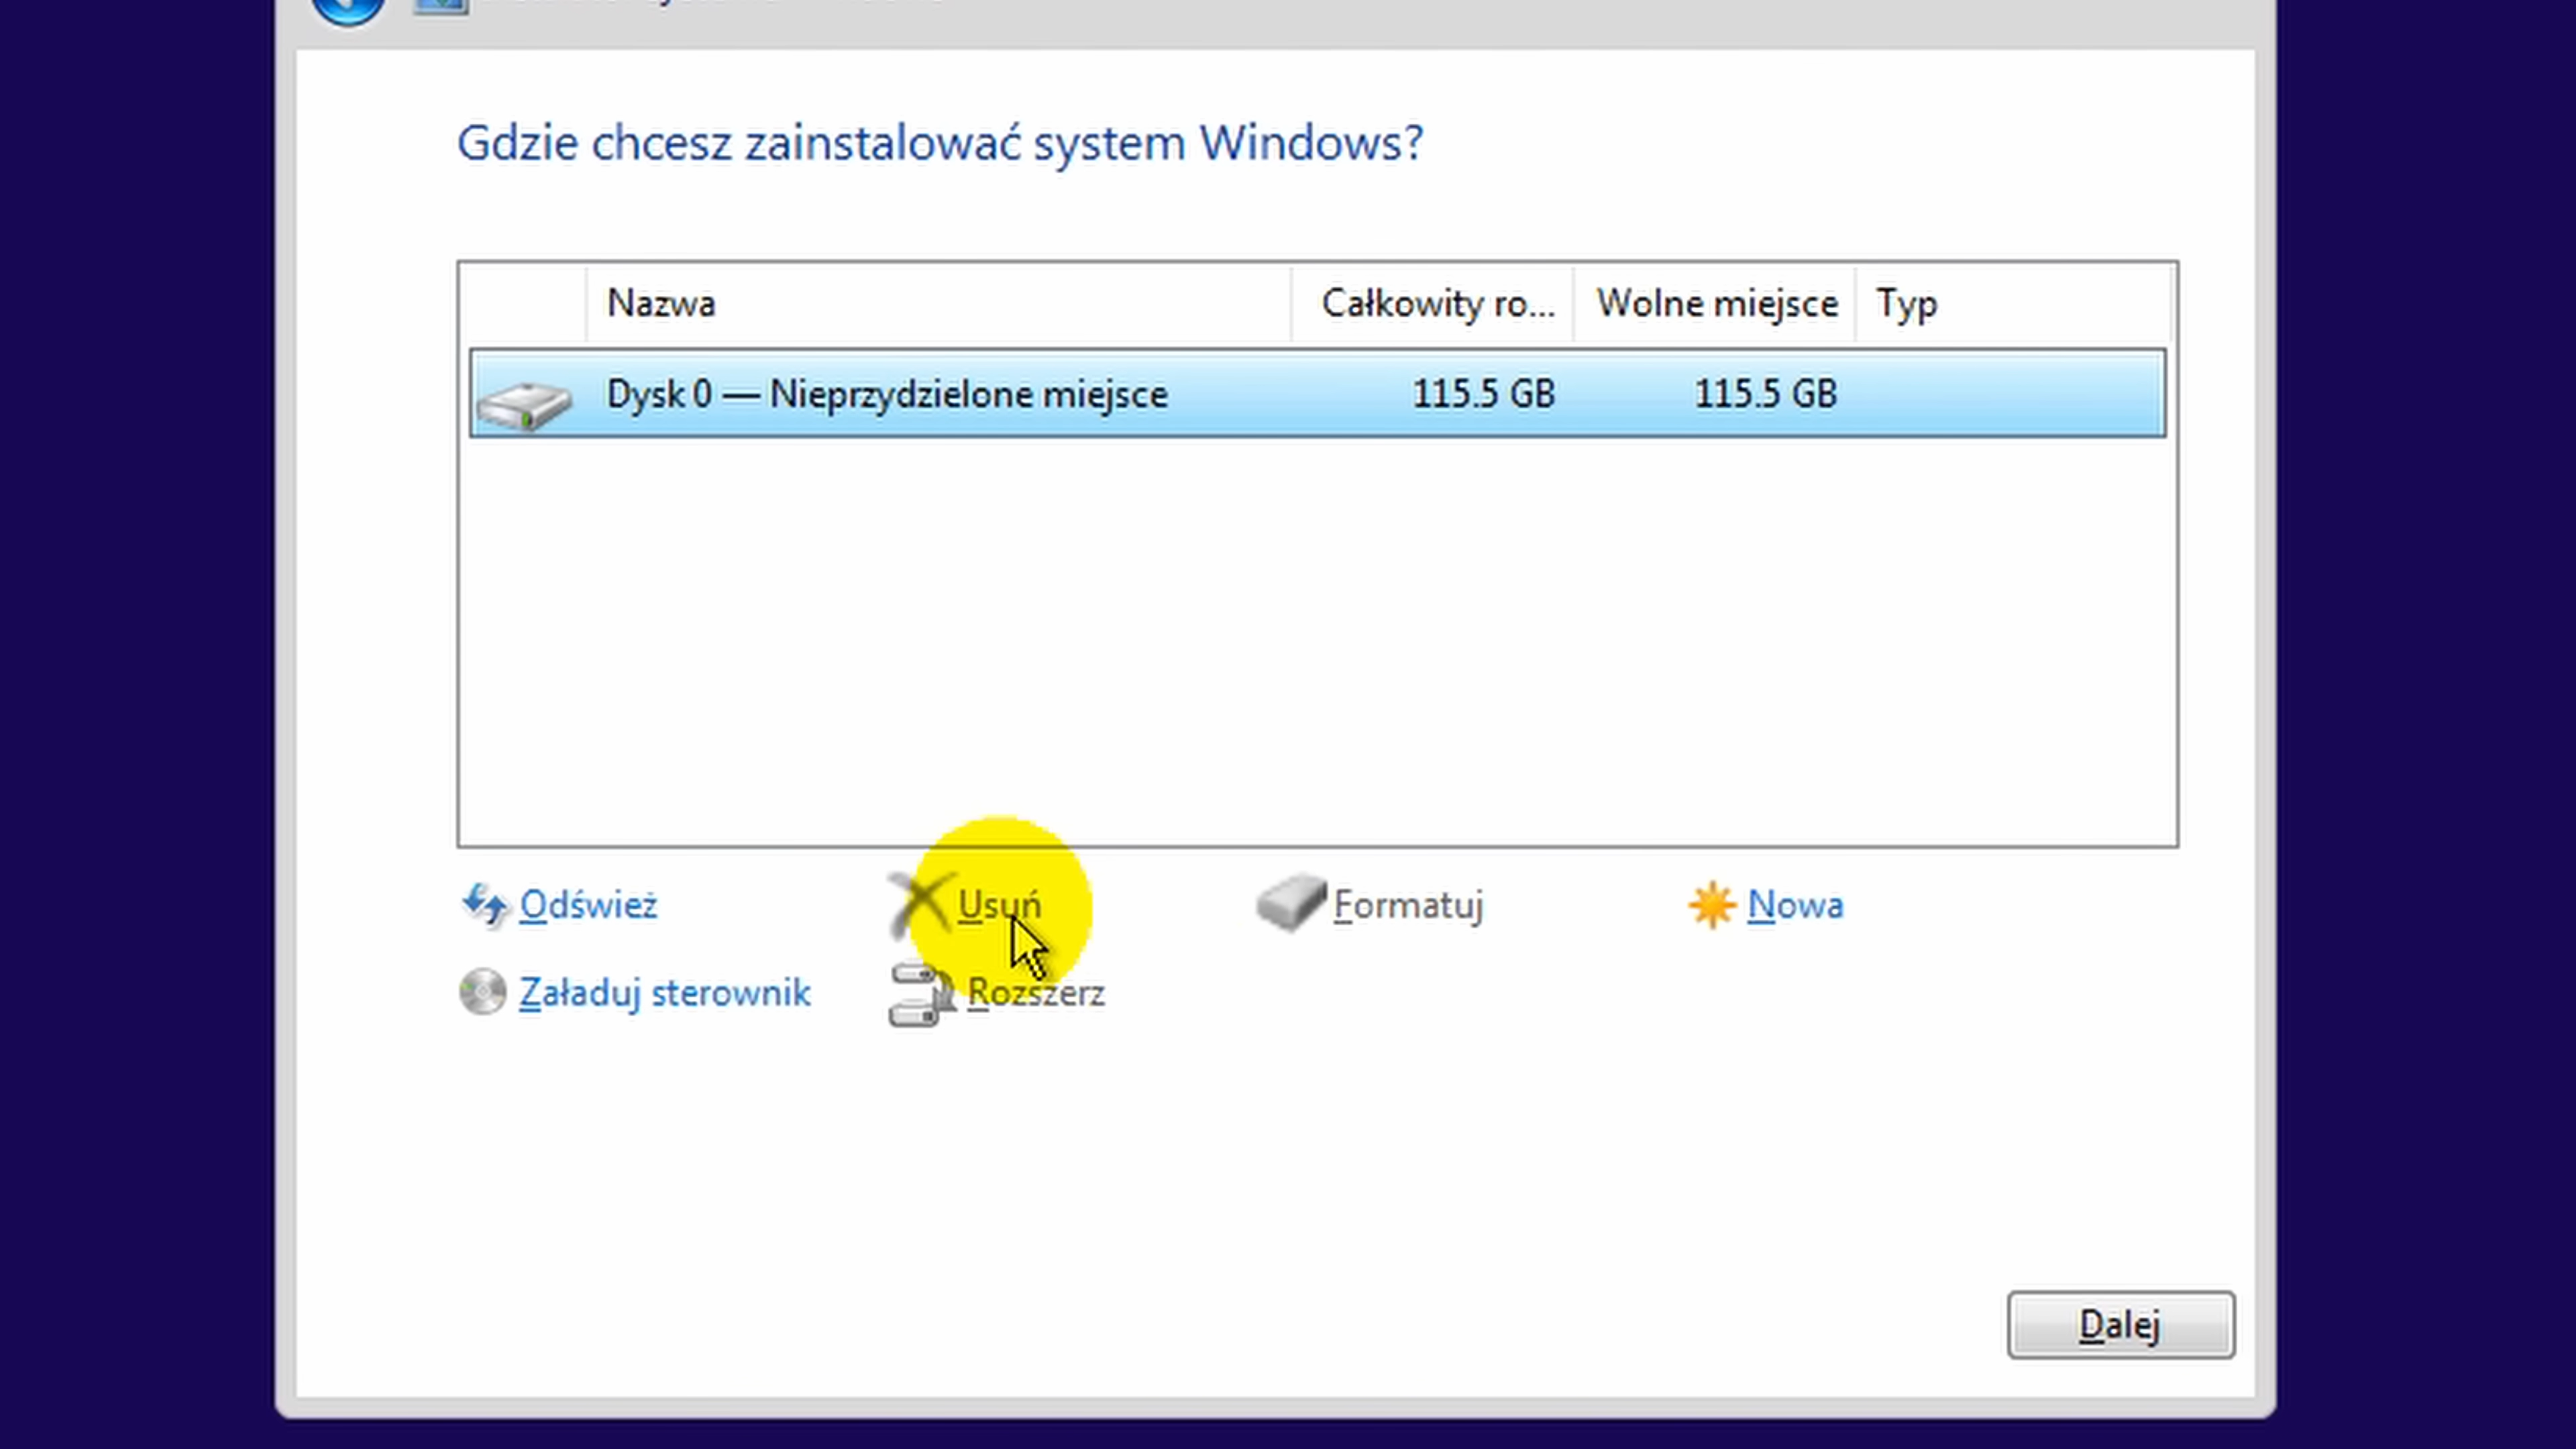 Gdzie chcesz zainstalować system Windows?
Nazwa Całkowity ro... Wolne miejsce Typ
Dysk 0 — Nieprzydzielone miejsce 115.5 GB 115.5 GB
Odśwież Usuń Formatuj Nowa
Załaduj sterownik Rozszerz
Dalej